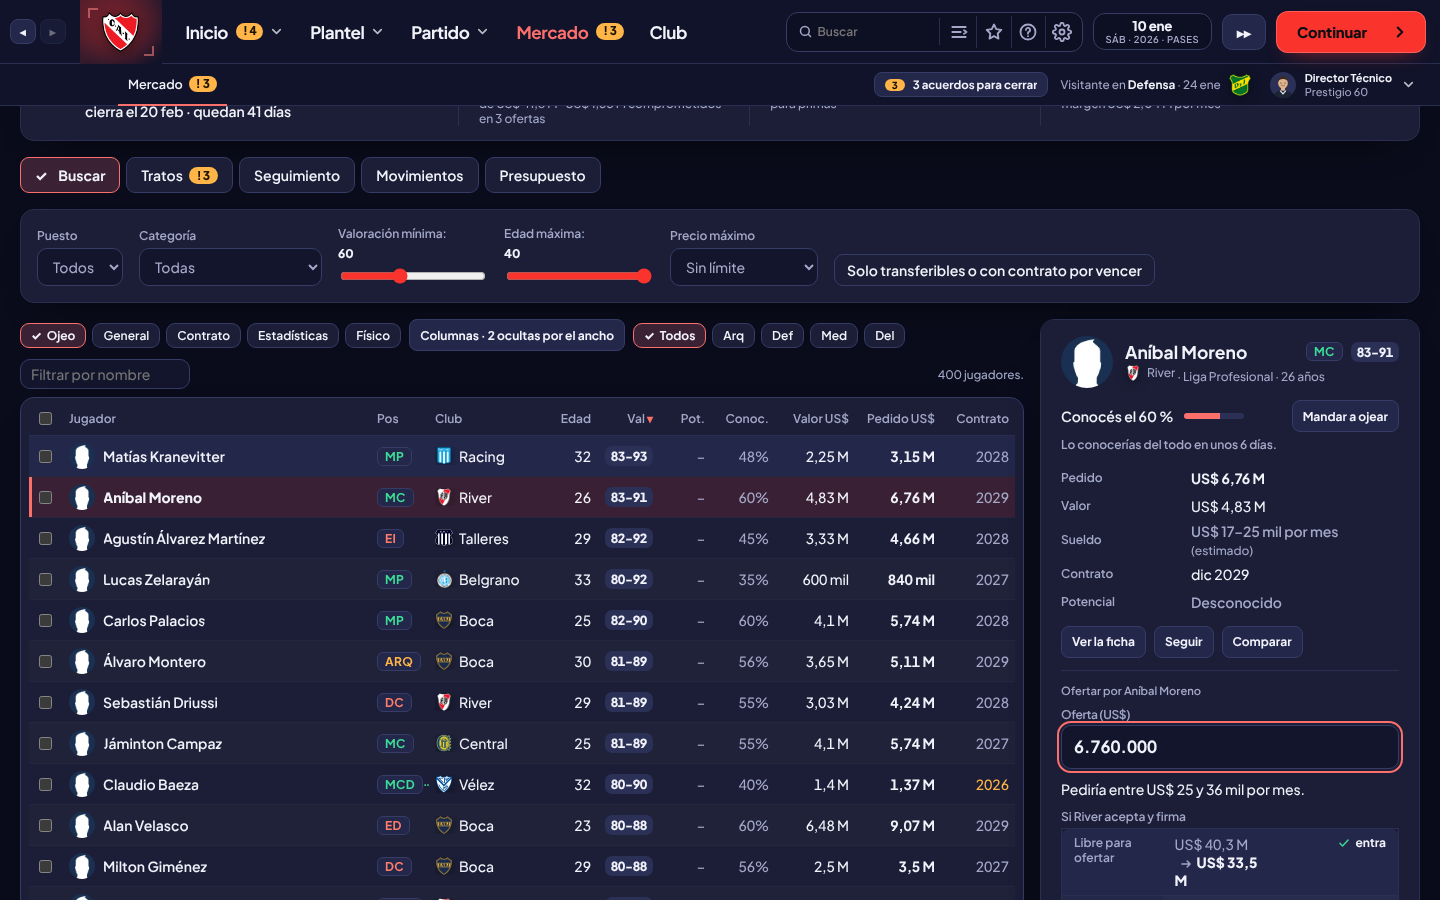 Inicio ! 4
Plantel
Partido
Mercado ! 3
Club
Buscar
10 ene
SÁB · 2026 · PASES
Continuar
Mercado ! 3
3 3 acuerdos para cerrar
Visitante en Defensa · 24 ene
Director Técnico
Prestigio 60
cierra el 20 feb · quedan 41 días
en 3 ofertas
Buscar
Tratos ! 3
Seguimiento
Movimientos
Presupuesto
Puesto
Todos
Categoría
Todas
Valoración mínima:
60
Edad máxima:
40
Precio máximo
Sin límite
Solo transferibles o con contrato por vencer
Ojeo
General
Contrato
Estadísticas
Físico
Columnas · 2 ocultas por el ancho
Todos
Arq
Def
Med
Del
Filtrar por nombre
400 jugadores.
Jugador Pos Club Edad Val▼ Pot. Conoc. Valor US$ Pedido US$ Contrato
Matías Kranevitter MP Racing 32 83–93 – 48% 2,25 M 3,15 M 2028
Aníbal Moreno MC River 26 83–91 – 60% 4,83 M 6,76 M 2029
Agustín Álvarez Martínez EI Talleres 29 82–92 – 45% 3,33 M 4,66 M 2028
Lucas Zelarayán MP Belgrano 33 80–92 – 35% 600 mil 840 mil 2027
Carlos Palacios MP Boca 25 82–90 – 60% 4,1 M 5,74 M 2028
Álvaro Montero ARQ Boca 30 81–89 – 56% 3,65 M 5,11 M 2029
Sebastián Driussi DC River 29 81–89 – 55% 3,03 M 4,24 M 2028
Jáminton Campaz MC Central 25 81–89 – 55% 4,1 M 5,74 M 2027
Claudio Baeza MCD Vélez 32 80–90 – 40% 1,4 M 1,37 M 2026
Alan Velasco ED Boca 23 80–88 – 60% 6,48 M 9,07 M 2029
Milton Giménez DC Boca 29 80–88 – 56% 2,5 M 3,5 M 2027
Aníbal Moreno MC 83–91
River · Liga Profesional · 26 años
Conocés el 60 %
Mandar a ojear
Lo conocerías del todo en unos 6 días.
Pedido US$ 6,76 M
Valor US$ 4,83 M
Sueldo US$ 17–25 mil por mes
(estimado)
Contrato dic 2029
Potencial Desconocido
Ver la ficha
Seguir
Comparar
Ofertar por Aníbal Moreno
Oferta (US$)
6.760.000
Pediría entre US$ 25 y 36 mil por mes.
Si River acepta y firma
Libre para ofertar US$ 40,3 M → US$ 33,5 M ✓ entra